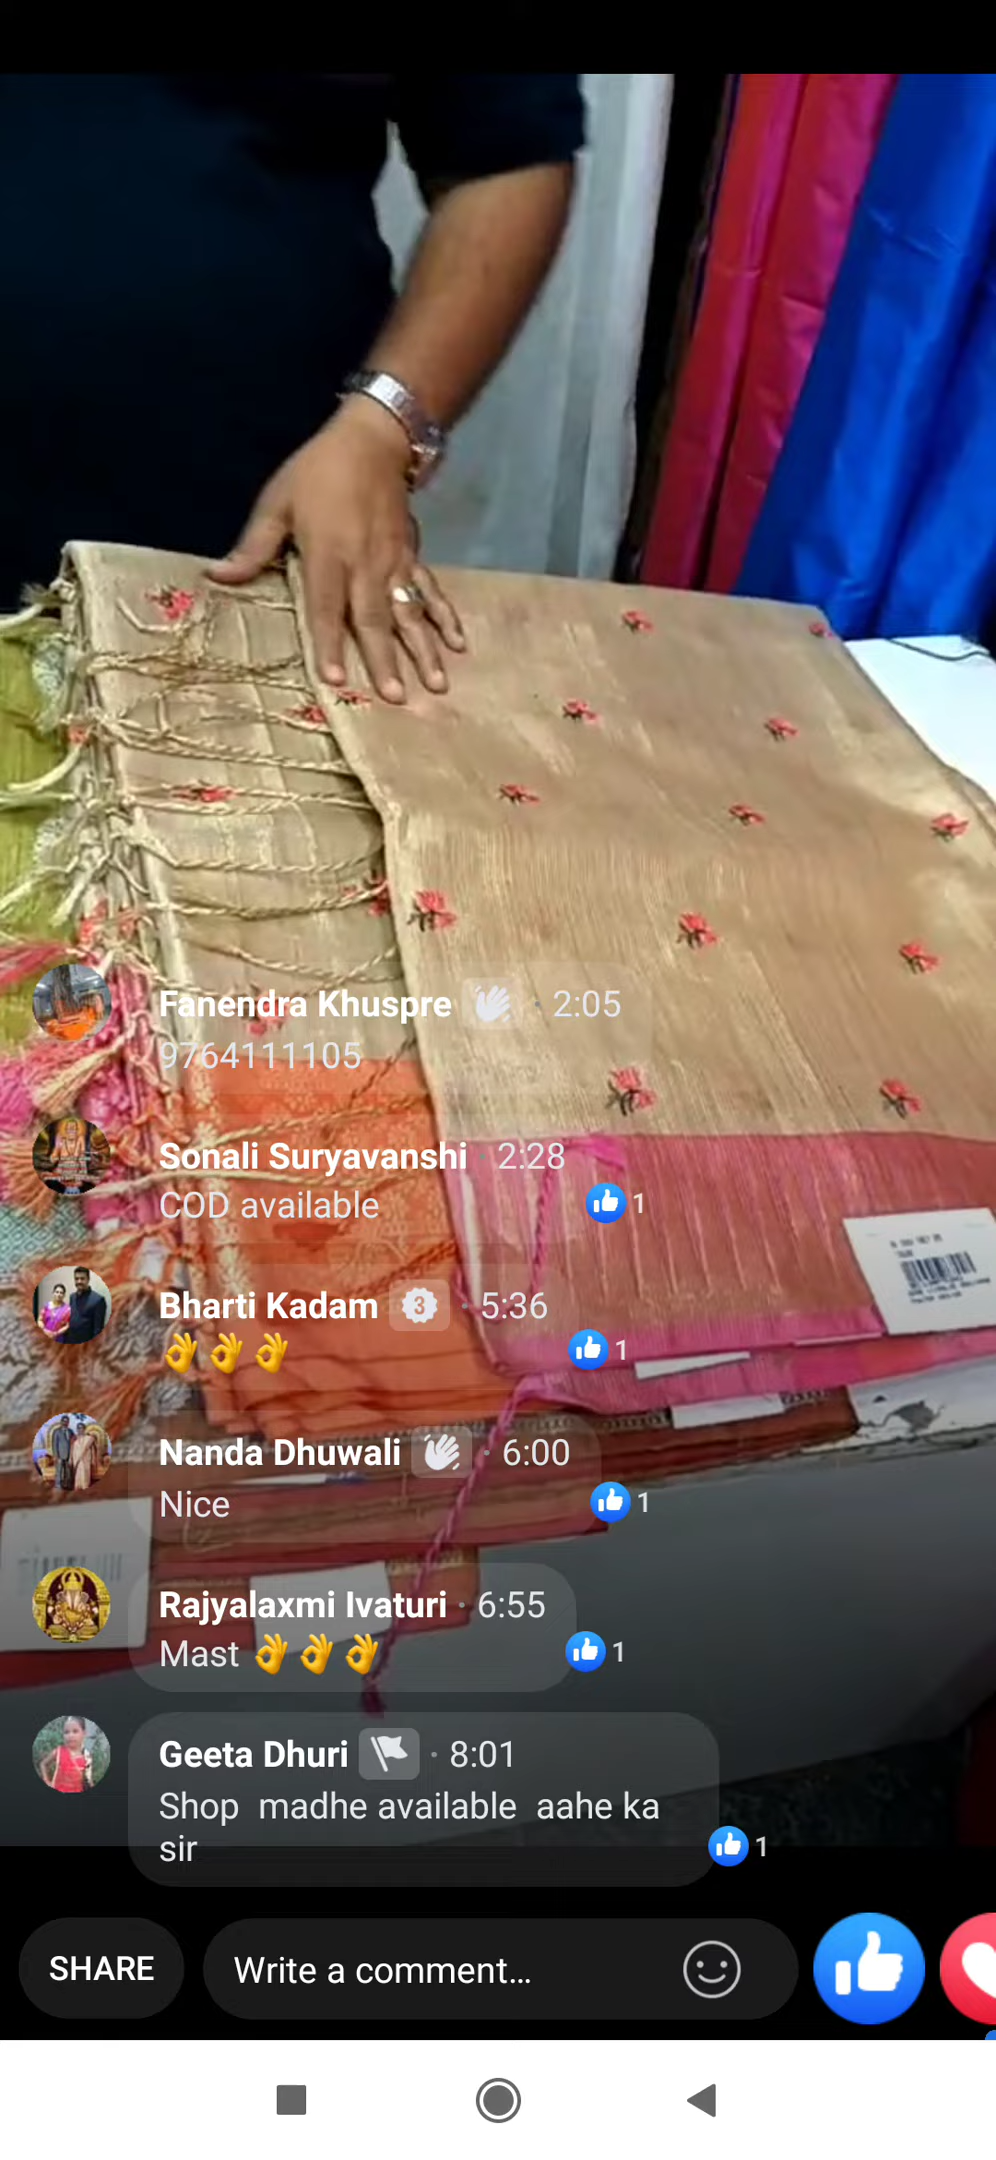 Fanendra Khuspre · 2:05
9764111105
Sonali Suryavanshi · 2:28
COD available 1
Bharti Kadam 3 · 5:36
👌👌👌 1
Nanda Dhuwali · 6:00
Nice 1
Rajyalaxmi Ivaturi · 6:55
Mast 👌👌👌 1
Geeta Dhuri · 8:01
Shop madhe available aahe ka
sir 1
SHARE Write a comment...